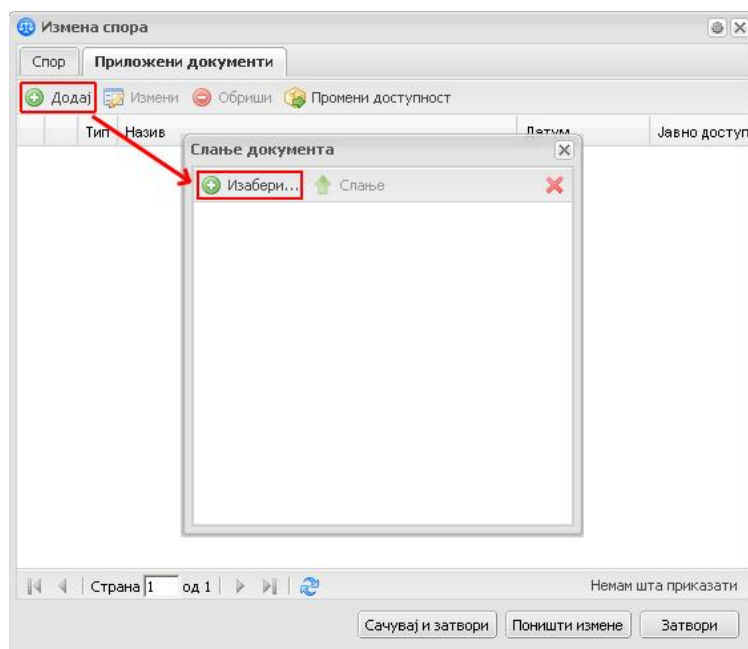 Измена спора
Спор Приложени документи
Додај Измени Обриши Промени доступност
Тип Назив Датум Јавно доступ
Слање документа
Изабери... Слање
Страна 1 од 1 Немам шта приказати
Сачувај и затвори Поништи измене Затвори